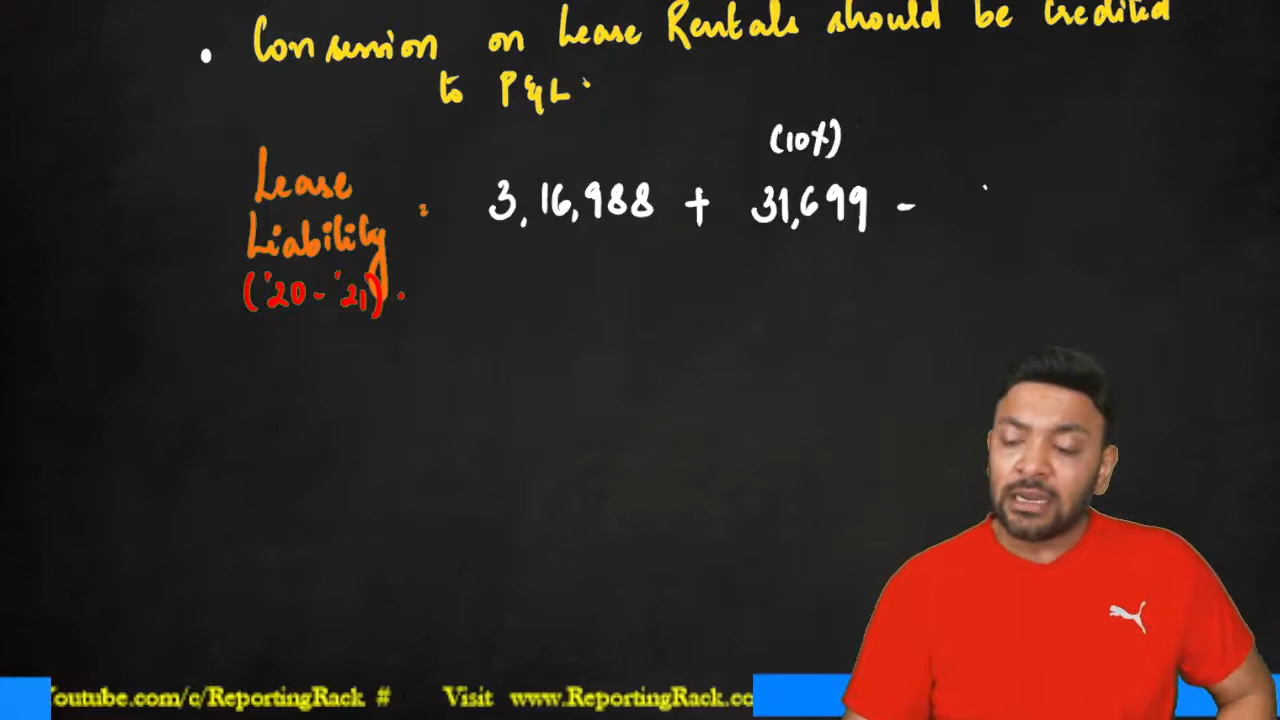 • Conression on Lease Rentals should be credited
to P&L.
(10%)
Lease
Liability = 3,16,988 + 31,699 -
('20 - '21).
Youtube.com/c/ReportingRack # Visit www.ReportingRack.co